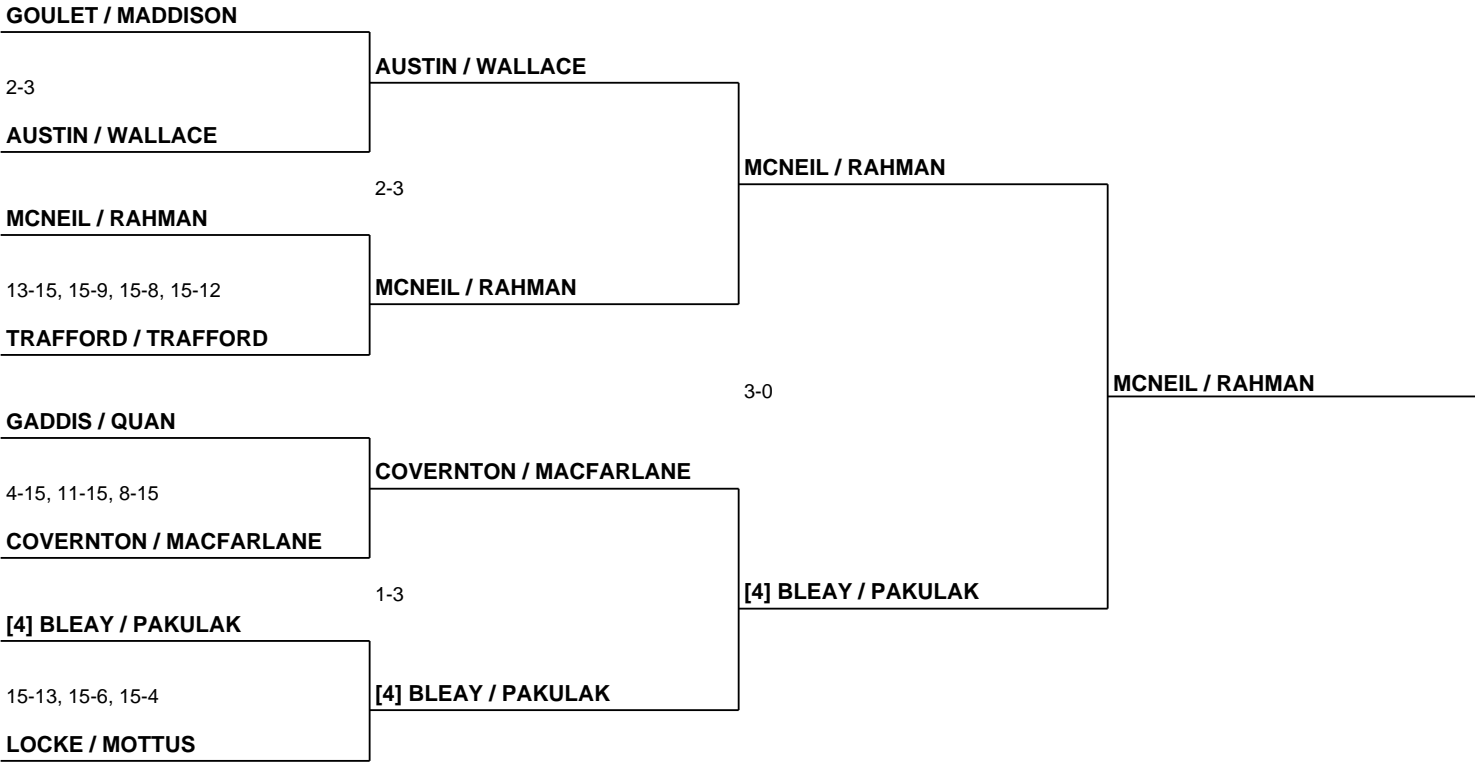 GOULET / MADDISON
AUSTIN / WALLACE
2-3
AUSTIN / WALLACE
MCNEIL / RAHMAN
2-3
MCNEIL / RAHMAN
MCNEIL / RAHMAN
13-15, 15-9, 15-8, 15-12
TRAFFORD / TRAFFORD
MCNEIL / RAHMAN
3-0
GADDIS / QUAN
COVERNTON / MACFARLANE
4-15, 11-15, 8-15
COVERNTON / MACFARLANE
[4] BLEAY / PAKULAK
1-3
[4] BLEAY / PAKULAK
[4] BLEAY / PAKULAK
15-13, 15-6, 15-4
LOCKE / MOTTUS